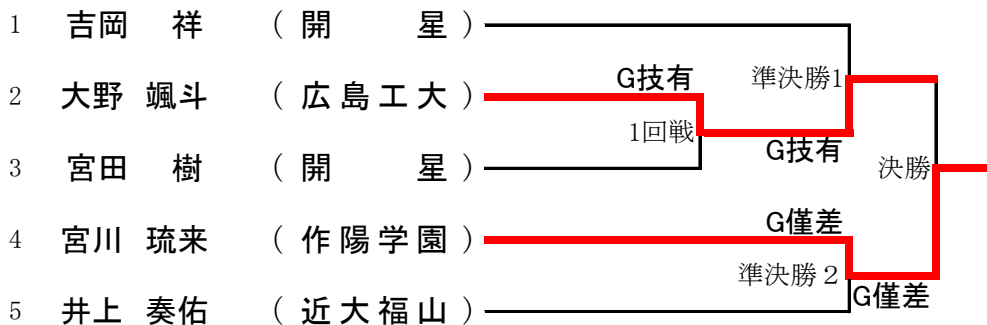 1 吉岡 祥 (開 星)
G技有 準決勝1
2 大野 颯斗 (広島工大)
1回戦
G技有
3 宮田 樹 (開 星)
決勝
G僅差
4 宮川 琉来 (作陽学園)
準決勝2
G僅差
5 井上 奏佑 (近大福山)